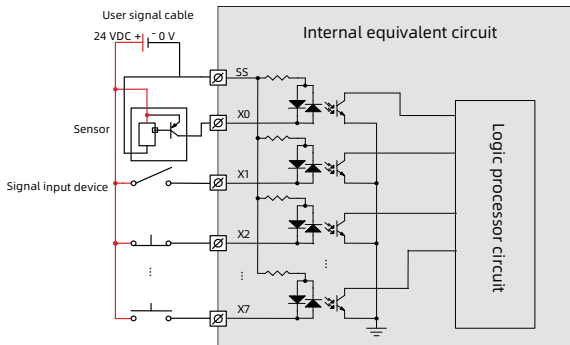 User signal cable
Internal equivalent circuit
24 VDC + - 0 V
SS
X0
Sensor
X1
Signal input device
X2
...
...
...
X7
Logic processor circuit